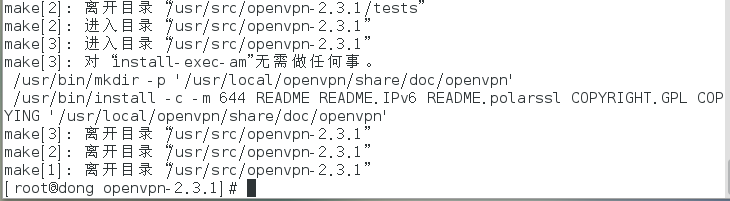 make[2]: 离开目录“/usr/src/openvpn-2.3.1/tests”
make[2]: 进入目录“/usr/src/openvpn-2.3.1”
make[3]: 进入目录“/usr/src/openvpn-2.3.1”
make[3]: 对“install-exec-am”无需做任何事。
/usr/bin/mkdir -p '/usr/local/openvpn/share/doc/openvpn'
/usr/bin/install -c -m 644 README README.IPv6 README.polarssl COPYRIGHT.GPL COP
YING '/usr/local/openvpn/share/doc/openvpn'
make[3]: 离开目录“/usr/src/openvpn-2.3.1”
make[2]: 离开目录“/usr/src/openvpn-2.3.1”
make[1]: 离开目录“/usr/src/openvpn-2.3.1”
[root@dong openvpn-2.3.1]#